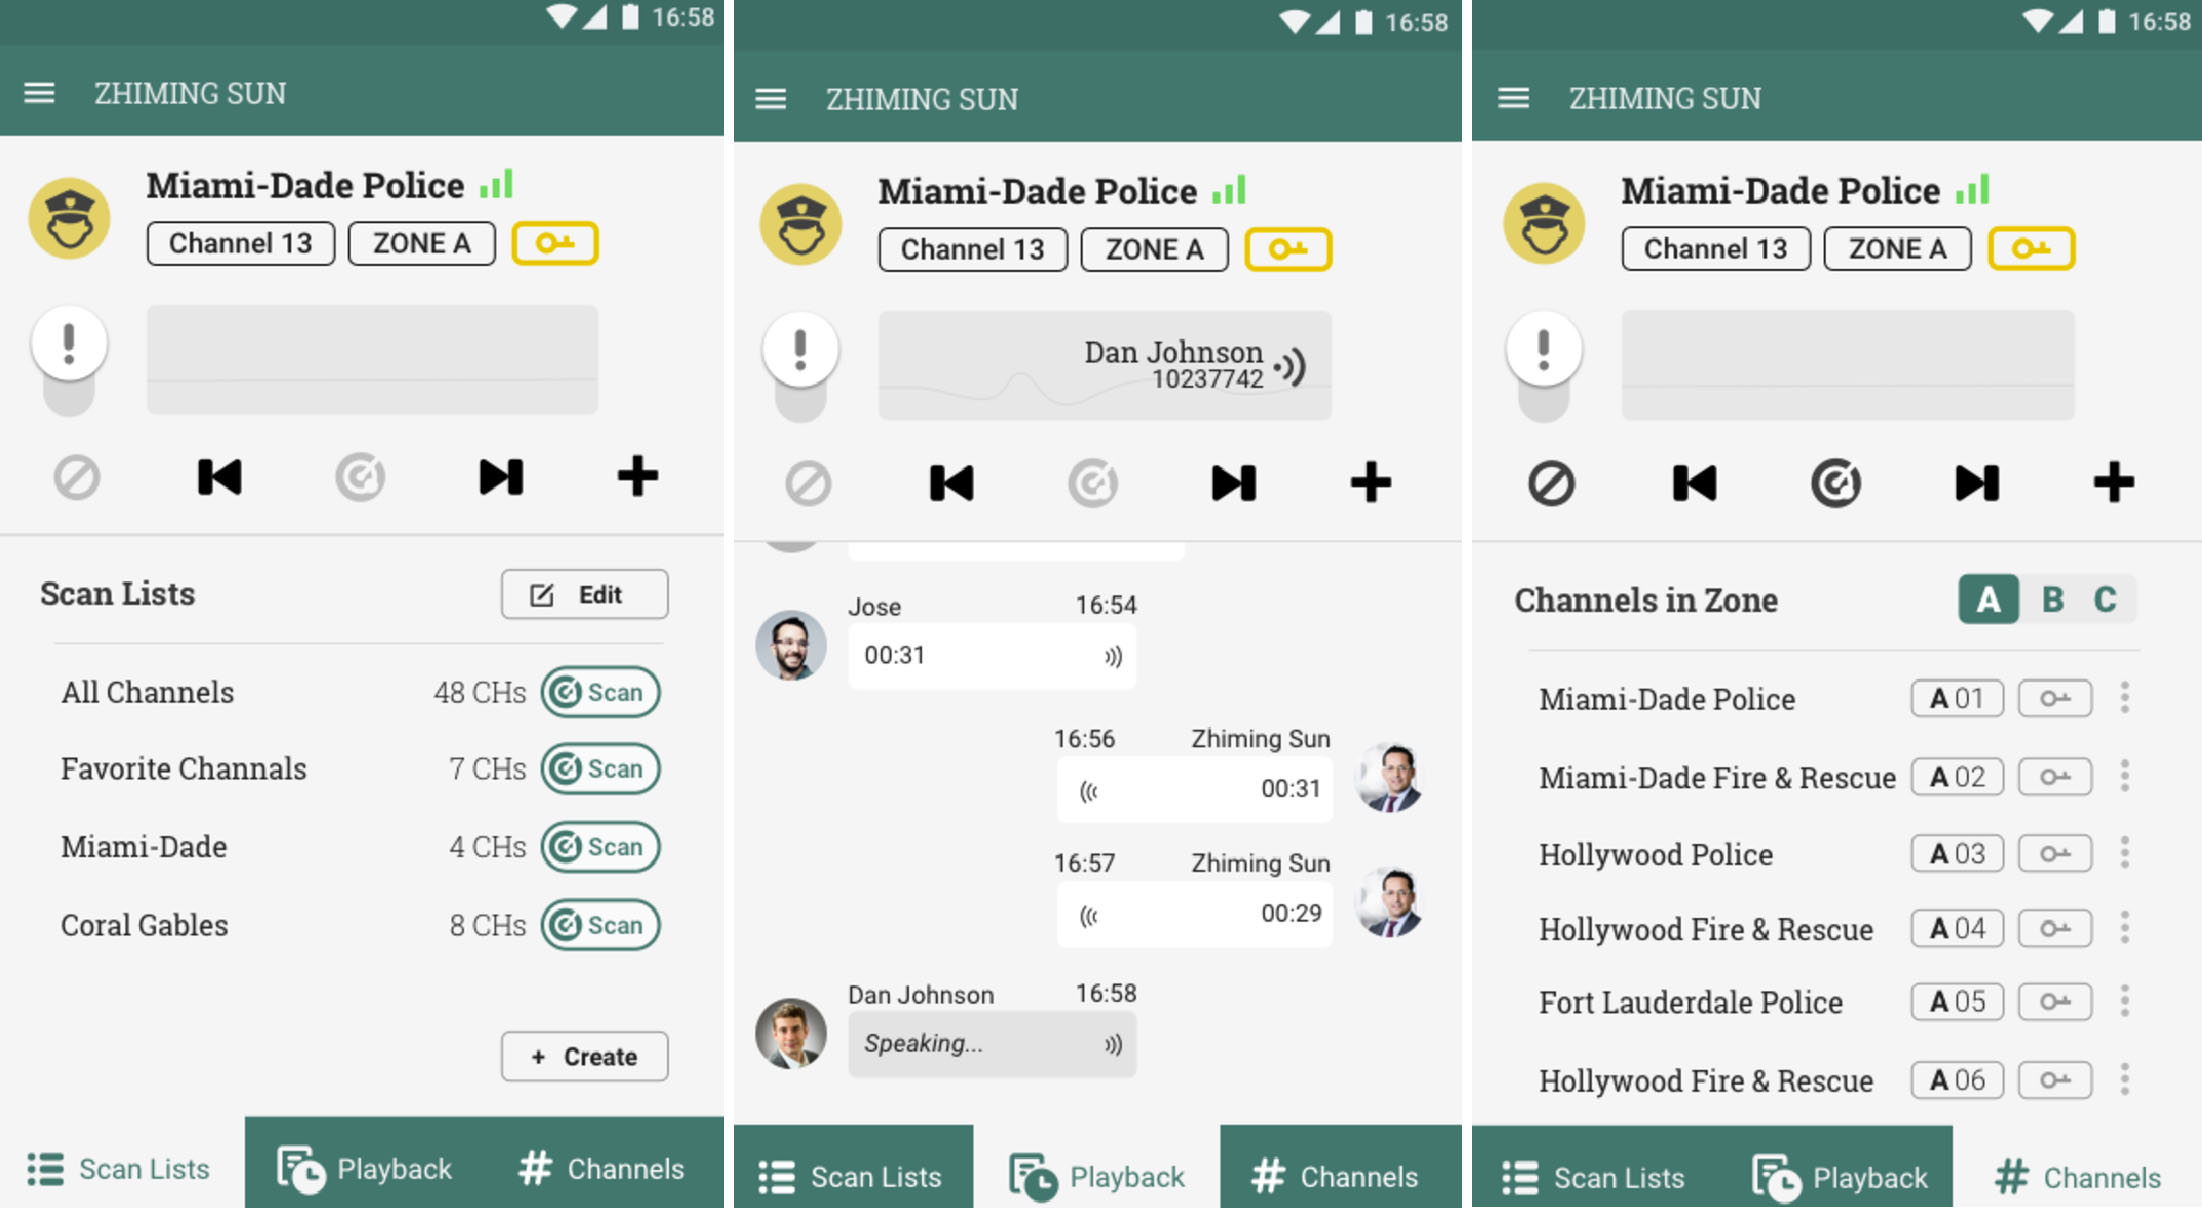 16:58
ZHIMING SUN
Miami-Dade Police
Channel 13 ZONE A
Scan Lists Edit
All Channels 48 CHs Scan
Favorite Channals 7 CHs Scan
Miami-Dade 4 CHs Scan
Coral Gables 8 CHs Scan
+ Create
Scan Lists Playback # Channels
16:58
ZHIMING SUN
Miami-Dade Police
Channel 13 ZONE A
Dan Johnson
10237742
Jose 16:54
00:31
16:56 Zhiming Sun
00:31
16:57 Zhiming Sun
00:29
Dan Johnson 16:58
Speaking...
Scan Lists Playback # Channels
16:58
ZHIMING SUN
Miami-Dade Police
Channel 13 ZONE A
Channels in Zone A B C
Miami-Dade Police A 01
Miami-Dade Fire & Rescue A 02
Hollywood Police A 03
Hollywood Fire & Rescue A 04
Fort Lauderdale Police A 05
Hollywood Fire & Rescue A 06
Scan Lists Playback # Channels